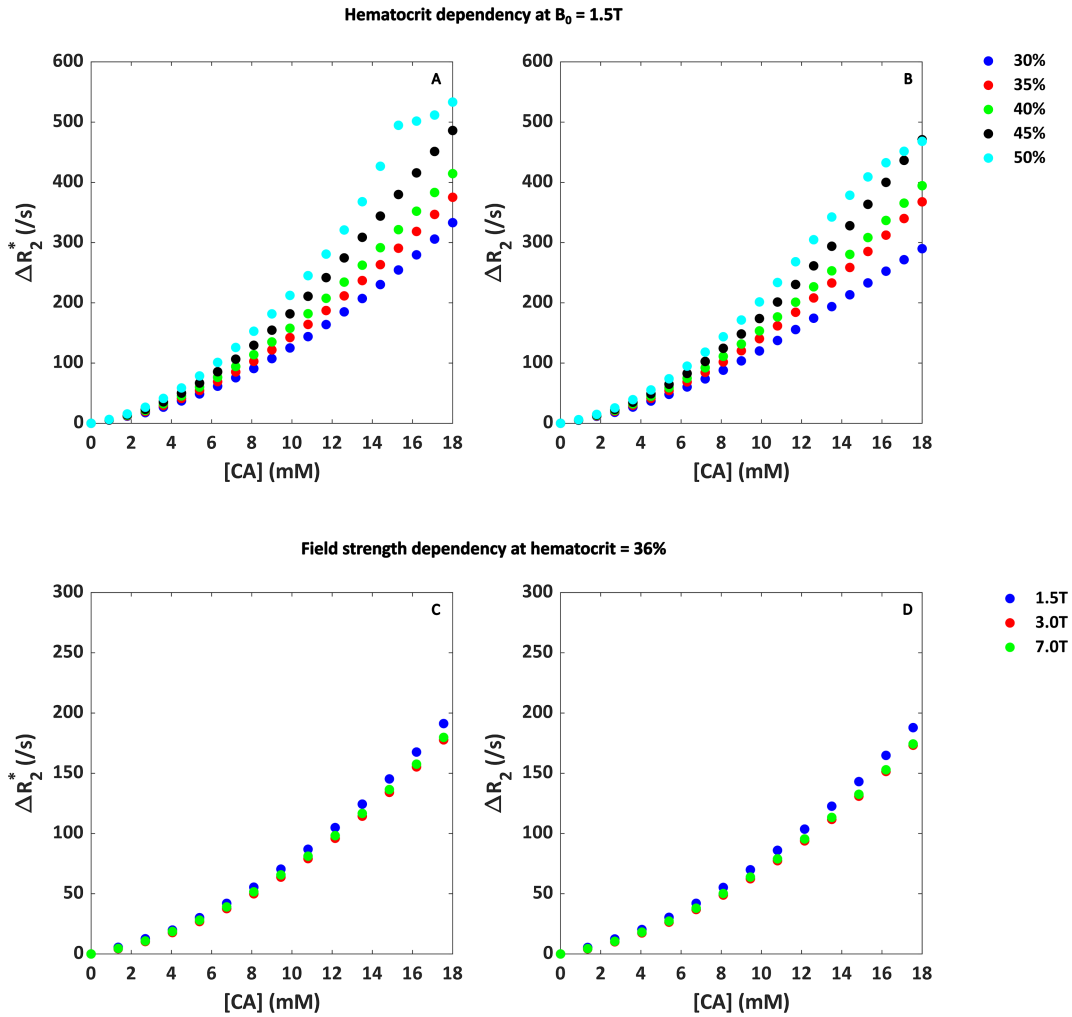 Hematocrit dependency at B₀ = 1.5T
A
600
500
400
300
200
100
0
ΔR₂* (/s)
0 2 4 6 8 10 12 14 16 18
[CA] (mM)
B
600
500
400
300
200
100
0
ΔR₂ (/s)
0 2 4 6 8 10 12 14 16 18
[CA] (mM)
30%
35%
40%
45%
50%
Field strength dependency at hematocrit = 36%
C
300
250
200
150
100
50
0
ΔR₂* (/s)
0 2 4 6 8 10 12 14 16 18
[CA] (mM)
D
300
250
200
150
100
50
0
ΔR₂ (/s)
0 2 4 6 8 10 12 14 16 18
[CA] (mM)
1.5T
3.0T
7.0T